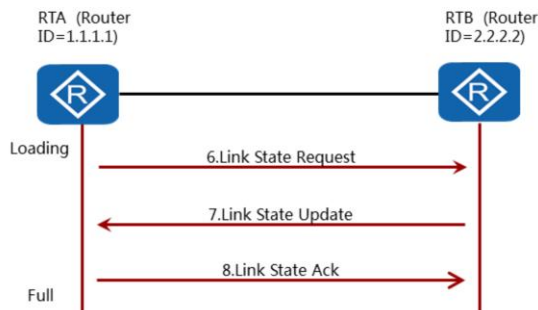 RTA (Router
ID=1.1.1.1)
RTB (Router
ID=2.2.2.2)
R
R
Loading
6.Link State Request
7.Link State Update
8.Link State Ack
Full